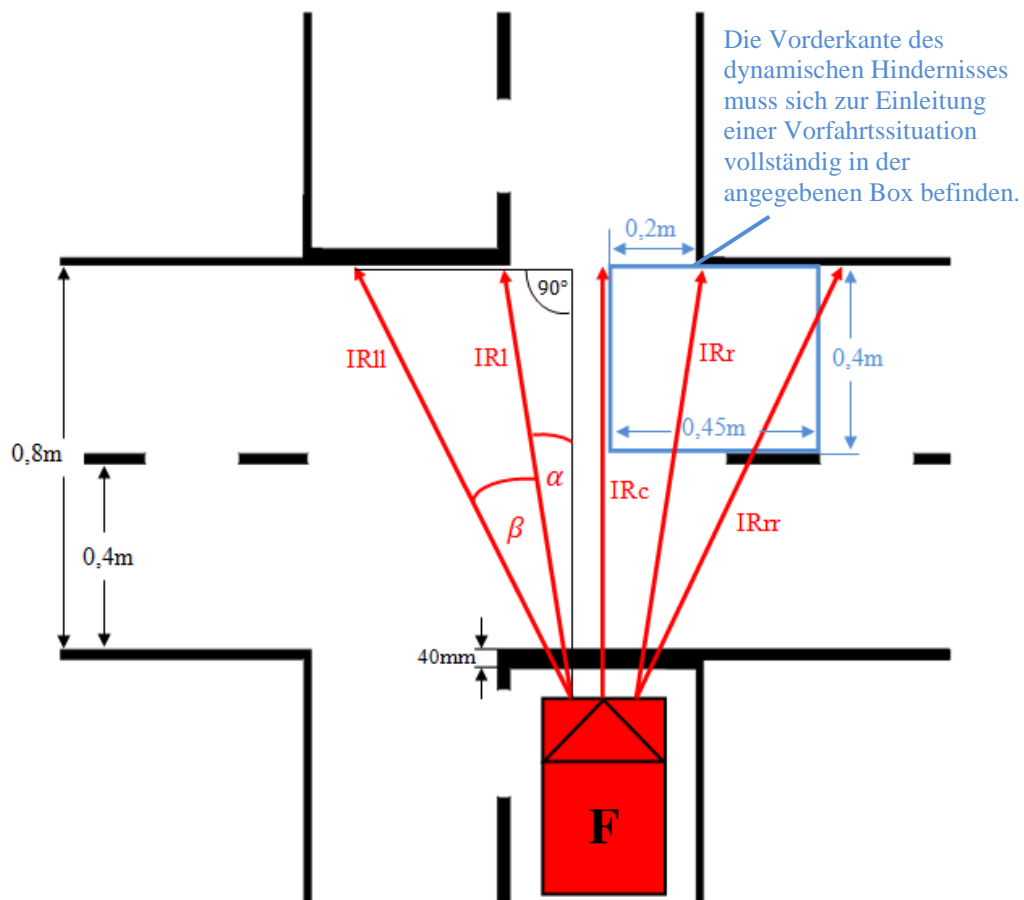 Die Vorderkante des
dynamischen Hindernisses
muss sich zur Einleitung
einer Vorfahrtssituation
vollständig in der
angegebenen Box befinden.
0,2m
90°
IRll
IRl
IRr
0,4m
0,45m
0,8m
α
IRc
IRrr
β
0,4m
40mm
F